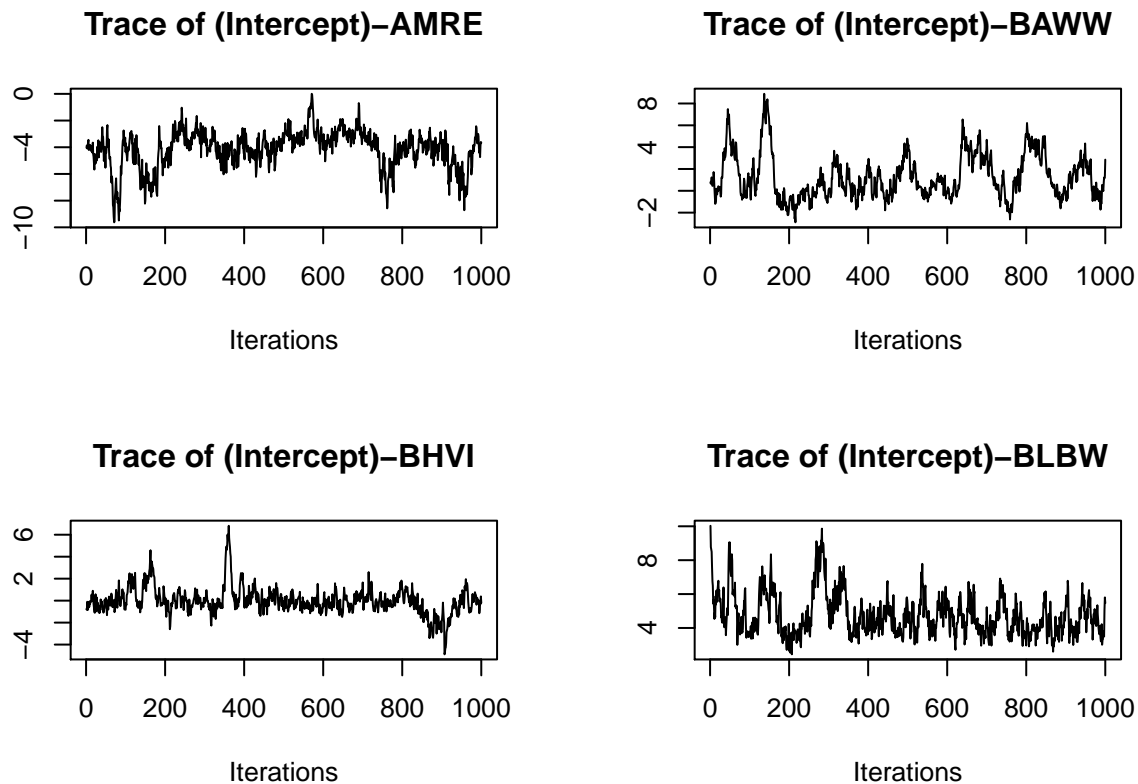 Trace of (Intercept)−AMRE
0
−4
−10
0 200 400 600 800 1000
Iterations
Trace of (Intercept)−BAWW
8
4
−2
0 200 400 600 800 1000
Iterations
Trace of (Intercept)−BHVI
6
2
−4
0 200 400 600 800 1000
Iterations
Trace of (Intercept)−BLBW
8
4
0 200 400 600 800 1000
Iterations